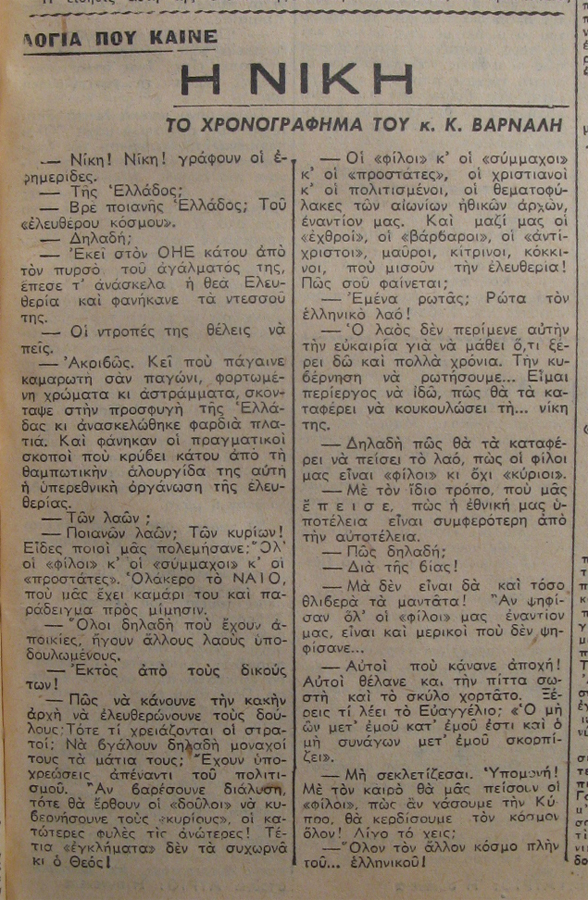 ΛΟΓΙΑ ΠΟΥ ΚΑΙΝΕ
Η ΝΙΚΗ
ΤΟ ΧΡΟΝΟΓΡΑΦΗΜΑ ΤΟΥ κ. Κ. ΒΑΡΝΑΛΗ
— Νίκη! Νίκη! γράφουν οἱ ἐ-
φημερίδες.
— Τῆς Ἑλλάδος;
— Βρὲ ποιανῆς Ἑλλάδος; Τοῦ
«ἐλευθέρου κόσμου».
— Δηλαδή;
— Ἐκεῖ στὸν ΟΗΕ κάτου ἀπὸ
τὸν πυρσὸ τοῦ ἀγάλματός της,
ἔπεσε τ' ἀνάσκελα ἡ θεὰ Ἐλευ-
θερία καὶ φανήκανε τὰ ντεσσοῦ
της.
— Οἱ ντροπές της θέλεις νὰ
πεῖς.
— Ἀκριβῶς. Κεῖ ποὺ πάγαινε
καμαρωτὴ σὰν παγώνι, φορτωμέ-
νη χρώματα κι ἀστράμματα, σκον-
ταψε στὴν προσφυγὴ τῆς Ἑλλά-
δας κι ἀνασκελώθηκε φαρδιὰ πλα-
τιά. Καὶ φάνηκαν οἱ πραγματικοὶ
σκοποὶ ποὺ κρύβει κάτου ἀπὸ τὴ
θαμπωτικὴν ἁλουργίδα της αὐτὴ
ἡ ὑπερεθνικὴ ὀργάνωση τῆς ἐλευ-
θερίας.
— Τῶν λαῶν;
— Ποιανῶν λαῶν; Τῶν κυρίων!
Εἶδες ποιοὶ μᾶς πολεμήσανε; Ὅλ'
οἱ «φίλοι» κ' οἱ «σύμμαχοι» κ' οἱ
«προστάτες». Ὁλάκερο τὸ ΝΑΤΟ,
ποὺ μᾶς ἔχει καμάρι του καὶ πα-
ράδειγμα πρὸς μίμησιν.
— Ὅλοι δηλαδὴ ποὺ ἔχουν ἀ-
ποικίες, ἤγουν ἄλλους λαοὺς ὑπο-
δουλωμένους.
— Ἐκτὸς ἀπὸ τοὺς δικούς
των!
— Πῶς νὰ κάνουνε τὴν κακὴν
ἀρχὴ νὰ ἐλευθερώνουνε τοὺς δού-
λους; Τότε τί χρειάζονται οἱ στρα-
τοί; Νὰ βγάλουν δηλαδὴ μοναχοί
τους τὰ μάτια τους; Ἔχουν ὑπο-
χρεώσεις ἀπέναντι τοῦ πολιτι-
σμοῦ. Ἂν βαρέσουνε διάλυση,
τότε θὰ ἔρθουν οἱ «δοῦλοι» νὰ κυ-
βερνήσουνε τοὺς «κυρίους», οἱ κα-
τώτερες φυλὲς τὶς ἀνώτερες! Τέ-
τια «ἐγκλήματα» δὲν τὰ συχωρνᾶ
κι ὁ Θεός!
— Οἱ «φίλοι» κ' οἱ «σύμμαχοι»
κ' οἱ «προστάτες», οἱ χριστιανοὶ
κ' οἱ πολιτισμένοι, οἱ θεματοφύ-
λακες τῶν αἰωνίων ἠθικῶν ἀρχῶν,
ἐναντίον μας. Καὶ μαζί μας οἱ
«ἐχθροί», οἱ «βάρβαροι», οἱ «ἀντί-
χριστοι», μαῦροι, κίτρινοι, κόκκι-
νοι, ποὺ μισοῦν τὴν ἐλευθερία!
Πῶς σοῦ φαίνεται;
— Ἐμένα ρωτᾶς; Ρώτα τὸν
ἑλληνικὸ λαό!
— Ὁ λαὸς δὲν περίμενε αὐτὴν
τὴν εὐκαιρία γιὰ νὰ μάθει ὅ,τι ξέ-
ρει δῶ καὶ πολλὰ χρόνια. Τὴν κυ-
βέρνηση νὰ ρωτήσουμε... Εἶμαι
περίεργος νὰ ἰδῶ, πῶς θὰ τὰ κα-
ταφέρει νὰ κουκουλώσει τὴ... νίκη
της.
— Δηλαδὴ πῶς θὰ τὰ καταφέ-
ρει νὰ πείσει τὸ λαό, πὼς οἱ φίλοι
μας εἶναι «φίλοι» κι ὄχι «κύριοι».
— Μὲ τὸν ἴδιο τρόπο, ποὺ μᾶς
ἔπεισε, πὼς ἡ ἐθνική μας ὑ-
ποτέλεια εἶναι συμφερότερη ἀπὸ
τὴν αὐτοτέλεια.
— Πῶς δηλαδή;
— Διὰ τῆς βίας!
— Μὰ δὲν εἶναι δὰ καὶ τόσο
θλιβερὰ τὰ μαντάτα! Ἂν ψηφί-
σαν ὅλ' οἱ «φίλοι» μας ἐναντίον
μας, εἶναι καὶ μερικοὶ ποὺ δὲν ψη-
φίσανε...
— Αὐτοὶ ποὺ κάνανε ἀποχή!
Αὐτοὶ θέλανε καὶ τὴν πίττα σω-
στὴ καὶ τὸ σκύλο χορτάτο. Ξέ-
ρεις τί λέει τὸ Εὐαγγέλιο; «Ὁ μὴ
ὢν μετ' ἐμοῦ κατ' ἐμοῦ ἐστι καὶ ὁ
μὴ συνάγων μετ' ἐμοῦ σκορπί-
ζει».
— Μὴ σεκλετίζεσαι. Ὑπομονή!
Μὲ τὸν καιρὸ θὰ μᾶς πείσουν οἱ
«φίλοι», πὼς ἂν χάσουμε τὴν Κύ-
προ, θὰ κερδίσουμε τὸν κόσμον
ὅλον! Λίγο τὄχεις;
— Ὅλον τὸν ἄλλον κόσμο πλὴν
τοῦ... ἑλληνικοῦ!